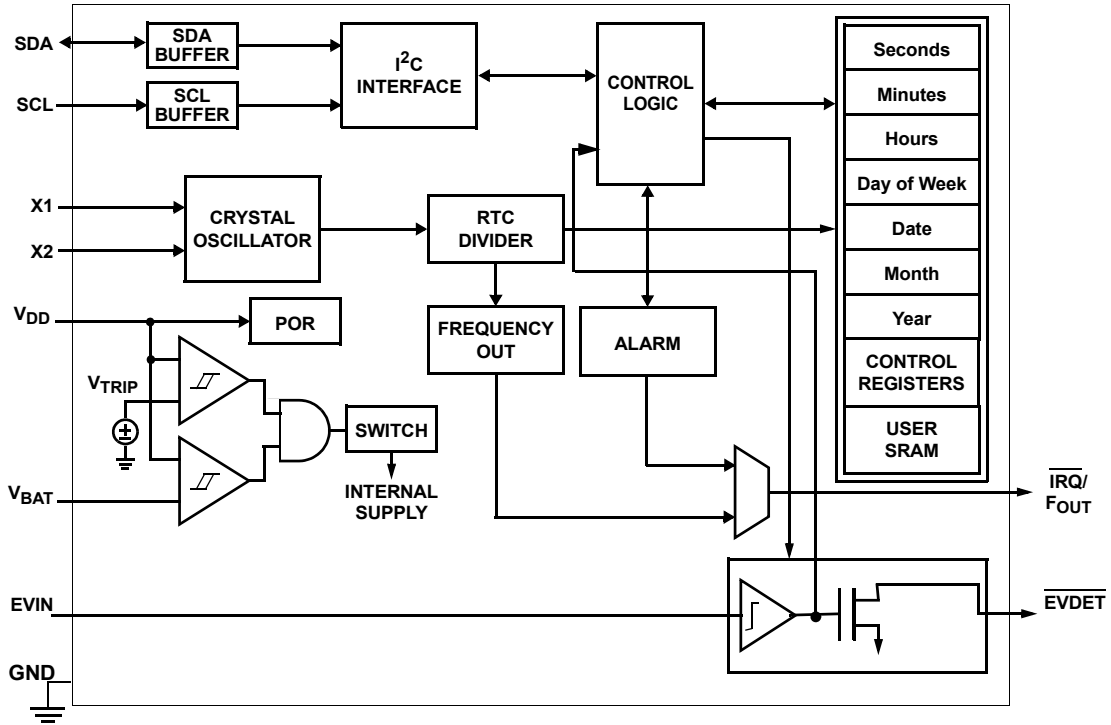 SDA
SDA
BUFFER
I²C
INTERFACE
CONTROL
LOGIC
Seconds
Minutes
Hours
Day of Week
Date
Month
Year
CONTROL
REGISTERS
USER
SRAM
SCL
SCL
BUFFER
X1
X2
CRYSTAL
OSCILLATOR
RTC
DIVIDER
FREQUENCY
OUT
ALARM
VDD
POR
VTRIP
SWITCH
INTERNAL
SUPPLY
VBAT
IRQ/
FOUT
EVIN
EVDET
GND